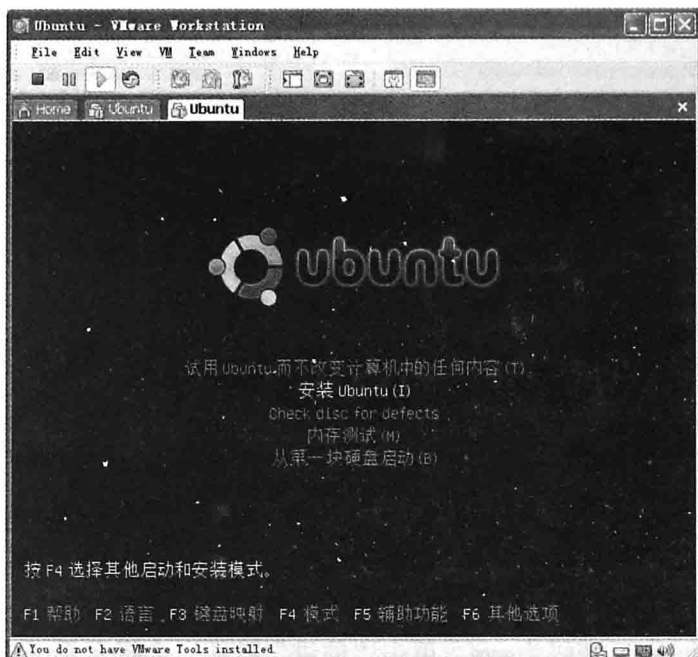 Ubuntu - VMware Workstation
File Edit View VM Team Windows Help
Home Ubuntu Ubuntu
ubuntu
试用 Ubuntu 而不改变计算机中的任何内容 (T)
安装 Ubuntu (I)
Check disc for defects
内存测试 (M)
从第一块硬盘启动 (B)
按 F4 选择其他启动和安装模式。
F1 帮助 F2 语言 F3 键盘映射 F4 模式 F5 辅助功能 F6 其他选项
You do not have VMware Tools installed.